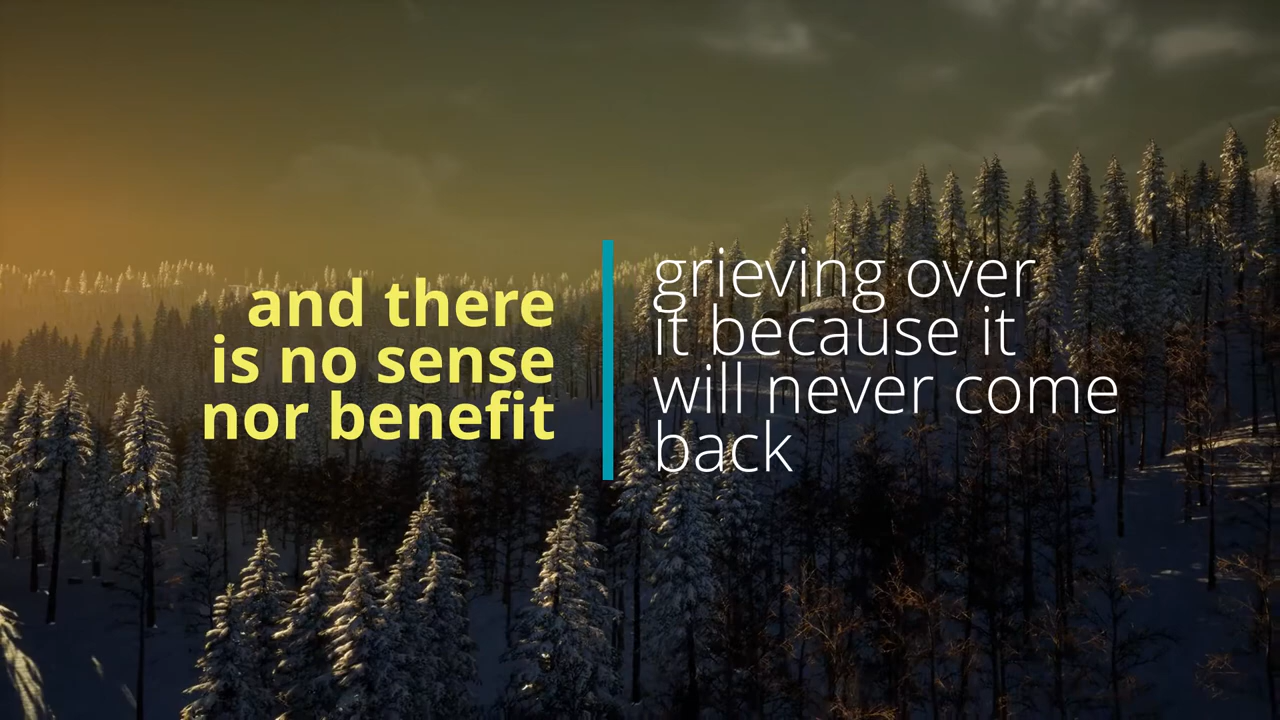 and there
is no sense
nor benefit
grieving over
it because it
will never come
back